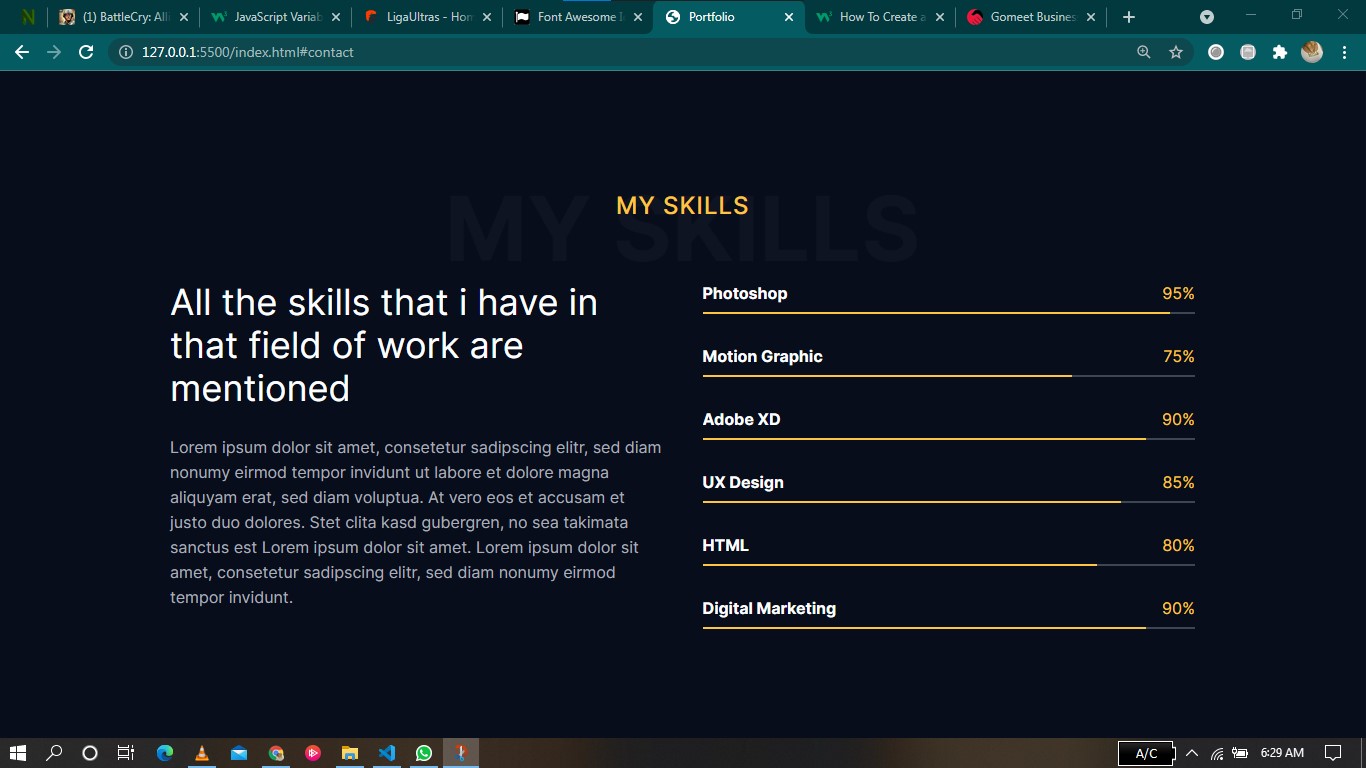 (1) BattleCry: Alli
JavaScript Variab
LigaUltras - Hom
Font Awesome I
Portfolio
How To Create a
Gomeet Busines
127.0.0.1:5500/index.html#contact
MY SKILLS
MY SKILLS
All the skills that i have in
that field of work are
mentioned
Lorem ipsum dolor sit amet, consetetur sadipscing elitr, sed diam
nonumy eirmod tempor invidunt ut labore et dolore magna
aliquyam erat, sed diam voluptua. At vero eos et accusam et
justo duo dolores. Stet clita kasd gubergren, no sea takimata
sanctus est Lorem ipsum dolor sit amet. Lorem ipsum dolor sit
amet, consetetur sadipscing elitr, sed diam nonumy eirmod
tempor invidunt.
Photoshop 95%
Motion Graphic 75%
Adobe XD 90%
UX Design 85%
HTML 80%
Digital Marketing 90%
A/C
6:29 AM